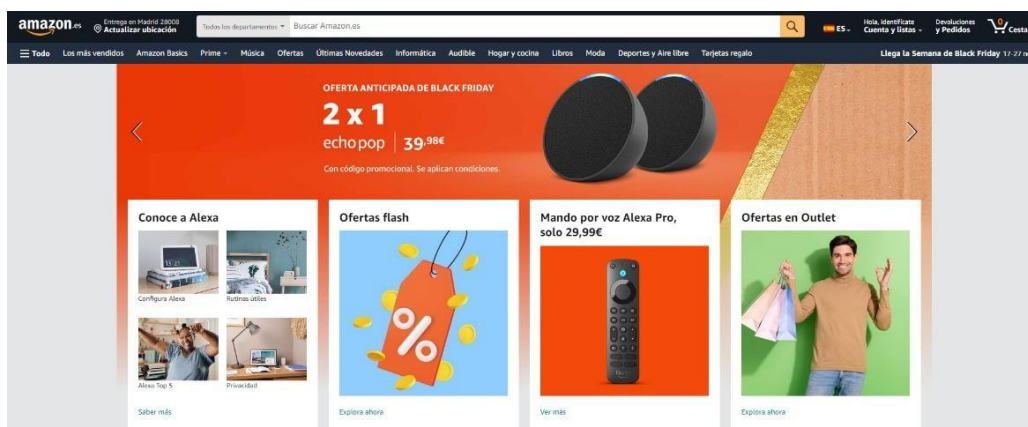 amazon.es
Entrega en Madrid 28008
Actualizar ubicación
Todos los departamentos
Buscar Amazon.es
ES
Hola, identifícate
Cuenta y listas
Devoluciones
y Pedidos
0
Cesta
Todo
Los más vendidos
Amazon Basics
Prime
Música
Ofertas
Últimas Novedades
Informática
Audible
Hogar y cocina
Libros
Moda
Deportes y Aire libre
Tarjetas regalo
Llega la Semana de Black Friday 17-27 no
OFERTA ANTICIPADA DE BLACK FRIDAY
2 x 1
echo pop | 39,98€
Con código promocional. Se aplican condiciones.
Conoce a Alexa
13:21
Configura Alexa
Rutinas útiles
Alexa Top 5
Privacidad
Saber más
Ofertas flash
%
Explora ahora
Mando por voz Alexa Pro,
solo 29,99€
Ver más
Ofertas en Outlet
Explora ahora